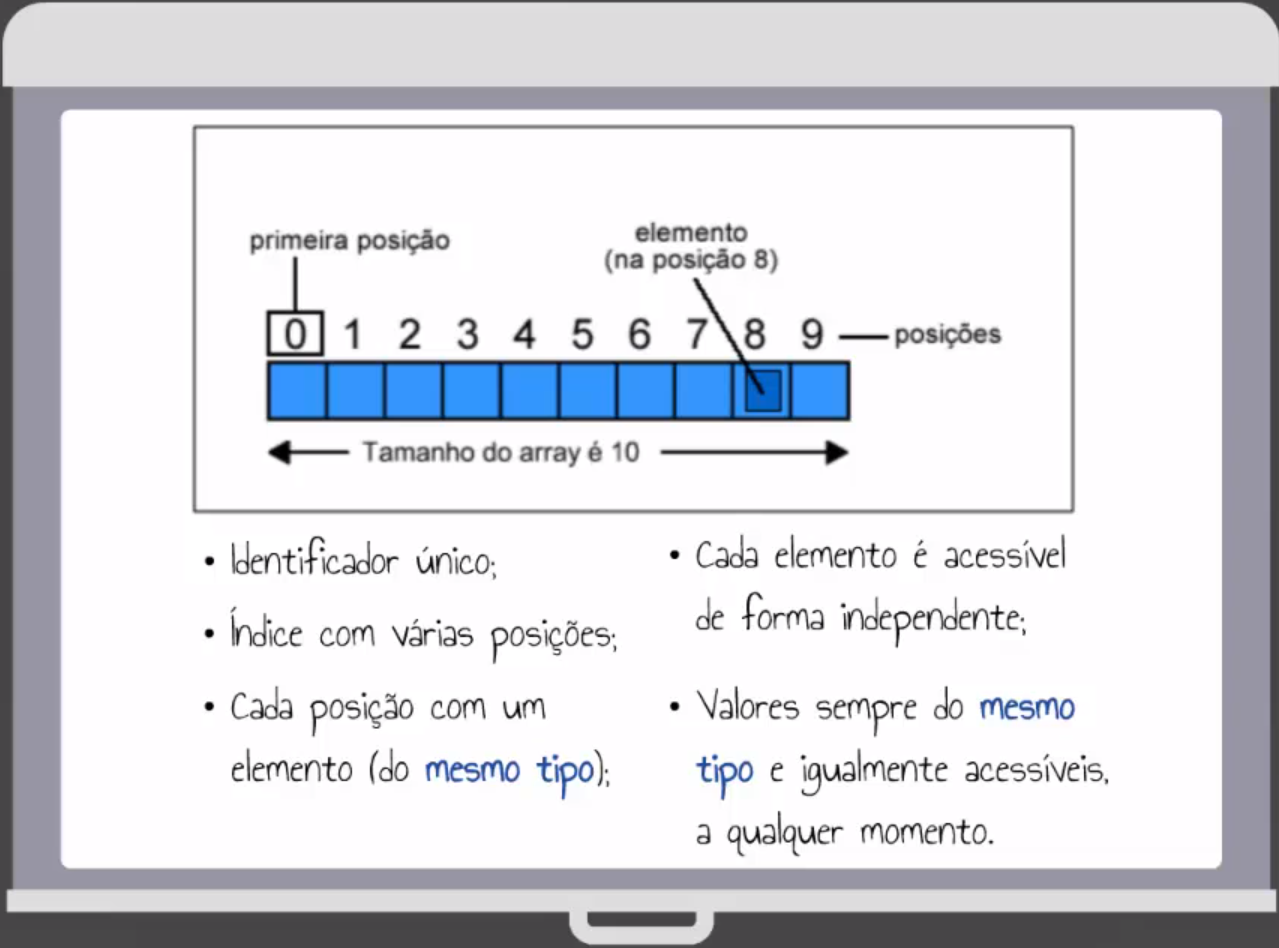 primeira posição
elemento
(na posição 8)
0 1 2 3 4 5 6 7 8 9 posições
Tamanho do array é 10
• Identificador único;
• Índice com várias posições;
• Cada posição com um
elemento (do mesmo tipo);
• Cada elemento é acessível
de forma independente;
• Valores sempre do mesmo
tipo e igualmente acessíveis,
a qualquer momento.